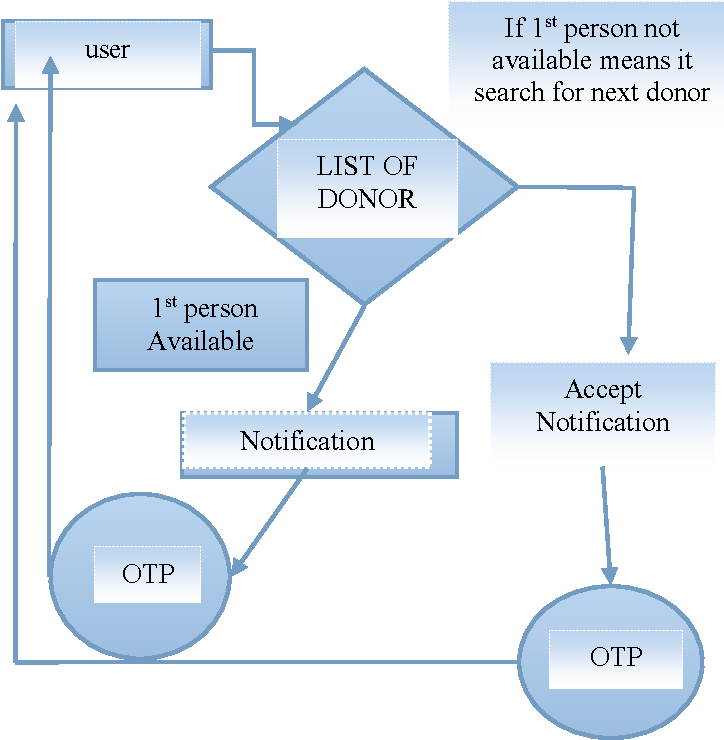 user
If 1st person not
available means it
search for next donor
LIST OF
DONOR
1st person
Available
Accept
Notification
Notification
OTP
OTP